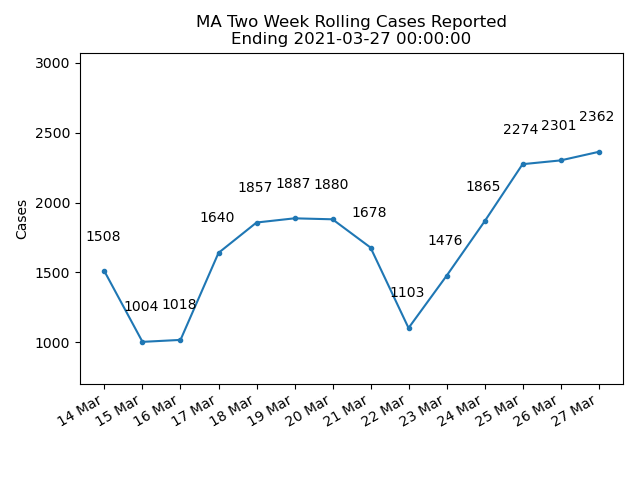 MA Two Week Rolling Cases Reported
Ending 2021-03-27 00:00:00
3000
2500
2000
1500
1000
Cases
1508
1004
1018
1640
1857
1887
1880
1678
1103
1476
1865
2274
2301
2362
14 Mar
15 Mar
16 Mar
17 Mar
18 Mar
19 Mar
20 Mar
21 Mar
22 Mar
23 Mar
24 Mar
25 Mar
26 Mar
27 Mar